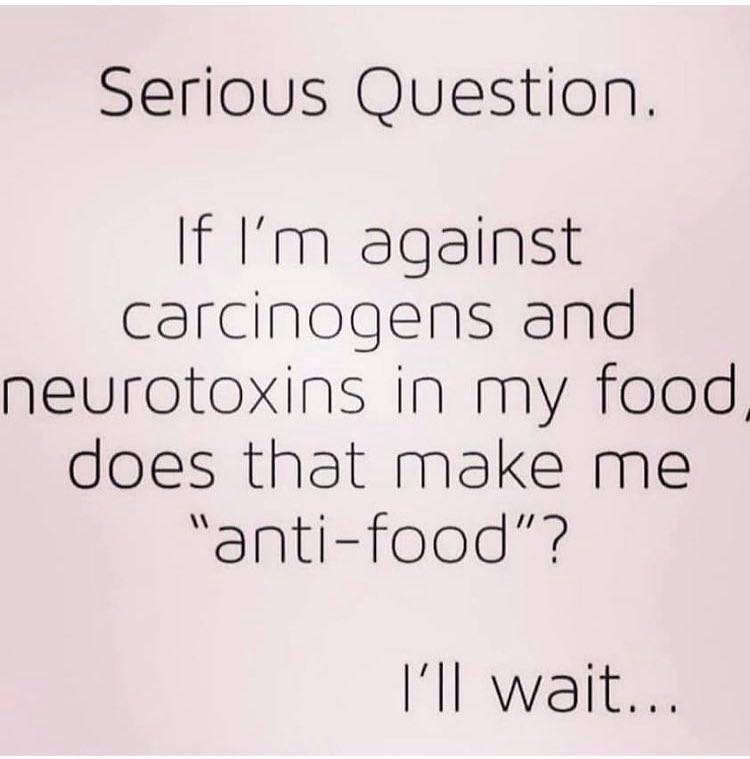 Serious Question.
If I'm against
carcinogens and
neurotoxins in my food,
does that make me
"anti-food"?
I'll wait...